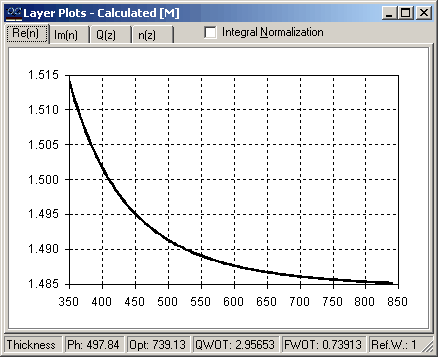 OC Layer Plots - Calculated [M]
Re(n) Im(n) Q(z) n(z) Integral Normalization
1.515
1.510
1.505
1.500
1.495
1.490
1.485
350 400 450 500 550 600 650 700 750 800 850
Thickness Ph: 497.84 Opt: 739.13 QWOT: 2.95653 FWOT: 0.73913 Ref.W.: 1